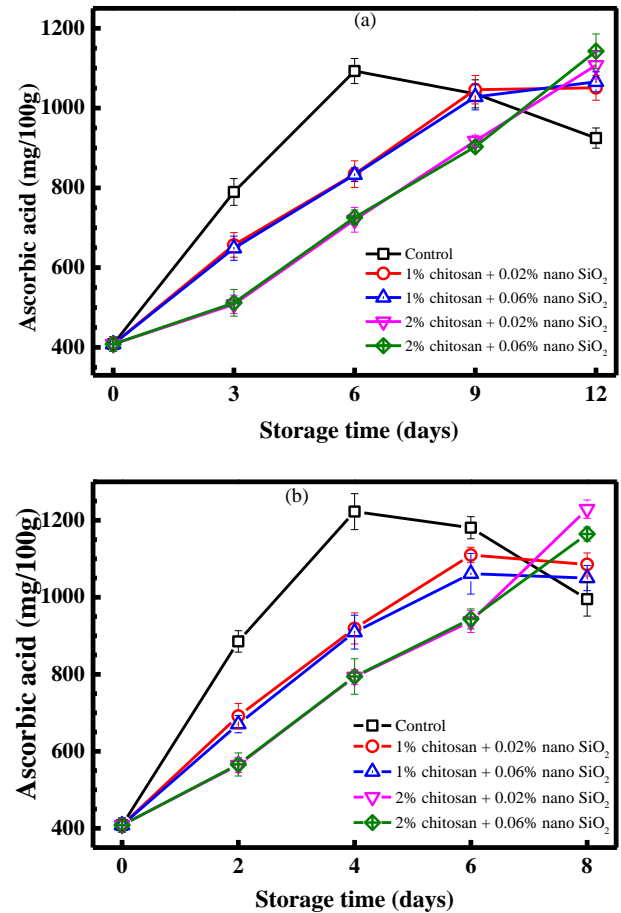 (a)
Ascorbic acid (mg/100g)
1200
1000
800
600
400
Control
1% chitosan + 0.02% nano SiO₂
1% chitosan + 0.06% nano SiO₂
2% chitosan + 0.02% nano SiO₂
2% chitosan + 0.06% nano SiO₂
0 3 6 9 12
Storage time (days)
(b)
Ascorbic acid (mg/100g)
1200
1000
800
600
400
Control
1% chitosan + 0.02% nano SiO₂
1% chitosan + 0.06% nano SiO₂
2% chitosan + 0.02% nano SiO₂
2% chitosan + 0.06% nano SiO₂
0 2 4 6 8
Storage time (days)